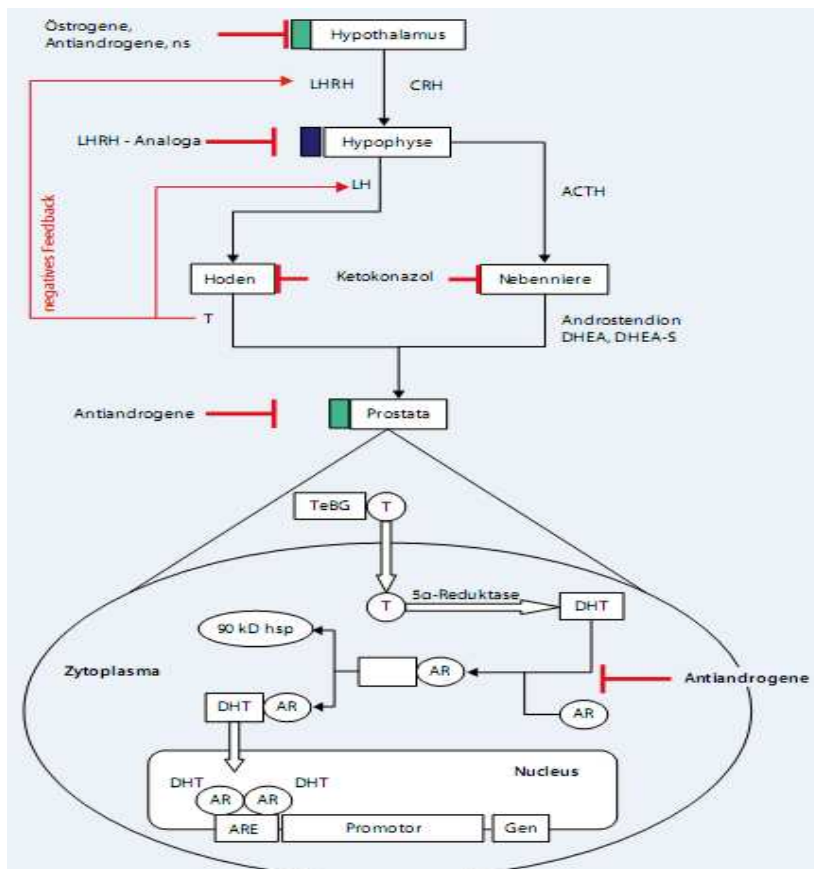 Östrogene,
Antiandrogene, ns
Hypothalamus
LHRH
CRH
LHRH - Analoga
Hypophyse
LH
ACTH
negatives Feedback
Hoden
Ketokonazol
Nebenniere
T
Androstendion
DHEA, DHEA-S
Antiandrogene
Prostata
TeBG
T
T
5α-Reduktase
DHT
90 kD hsp
Zytoplasma
AR
Antiandrogene
DHT
AR
AR
Nucleus
DHT
DHT
AR
AR
ARE
Promotor
Gen